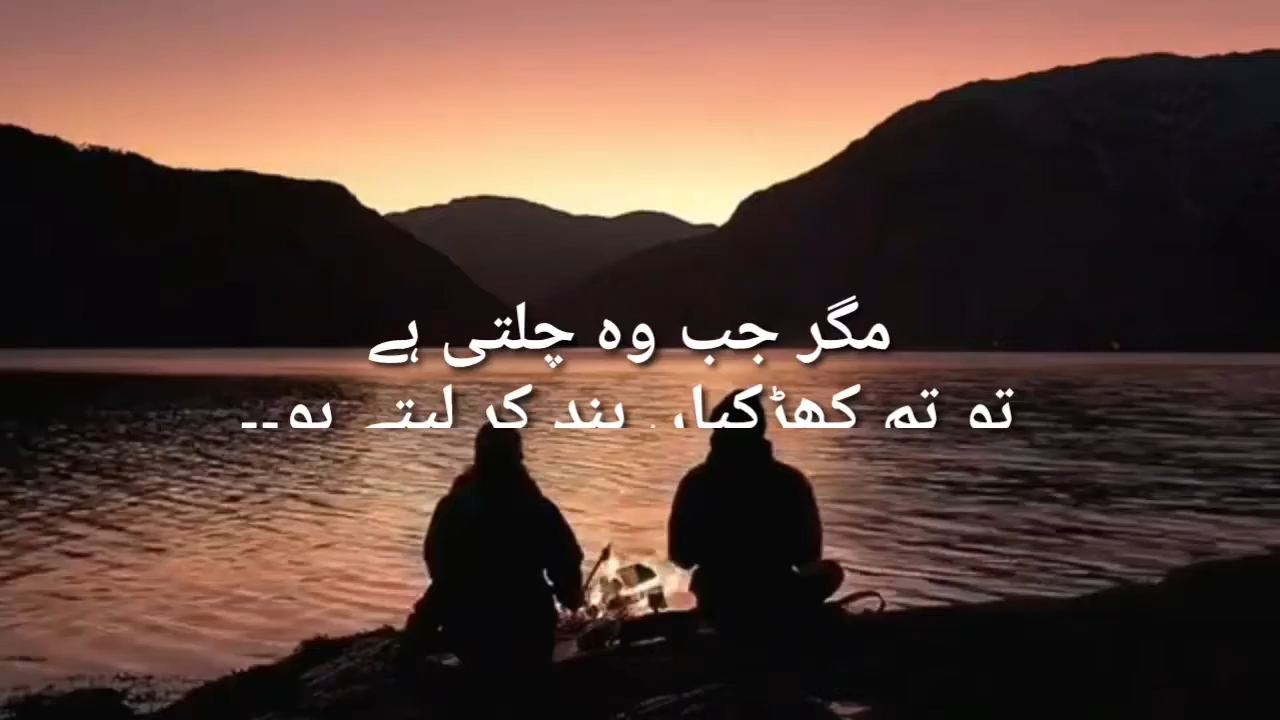 مگر جب وہ چلتی ہے
تو تم کھڑکیاں بند کر لیتے ہو۔۔